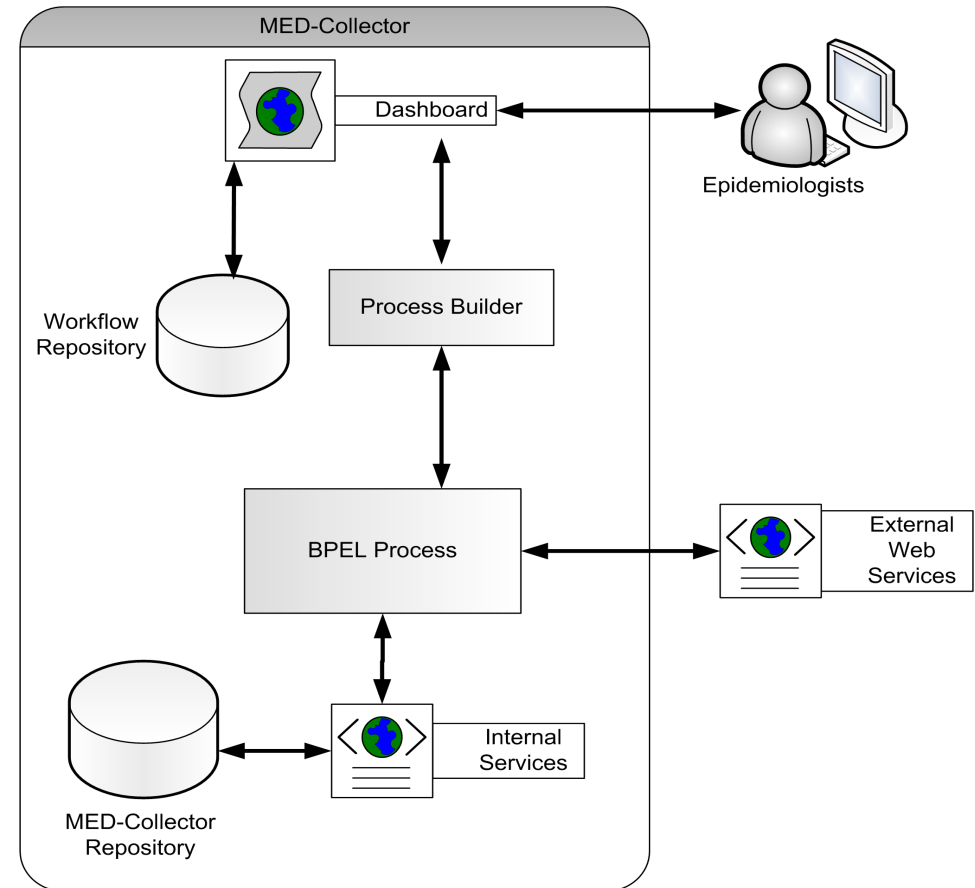 MED-Collector
Dashboard
Epidemiologists
Workflow
Repository
Process Builder
BPEL Process
External
Web
Services
Internal
Services
MED-Collector
Repository